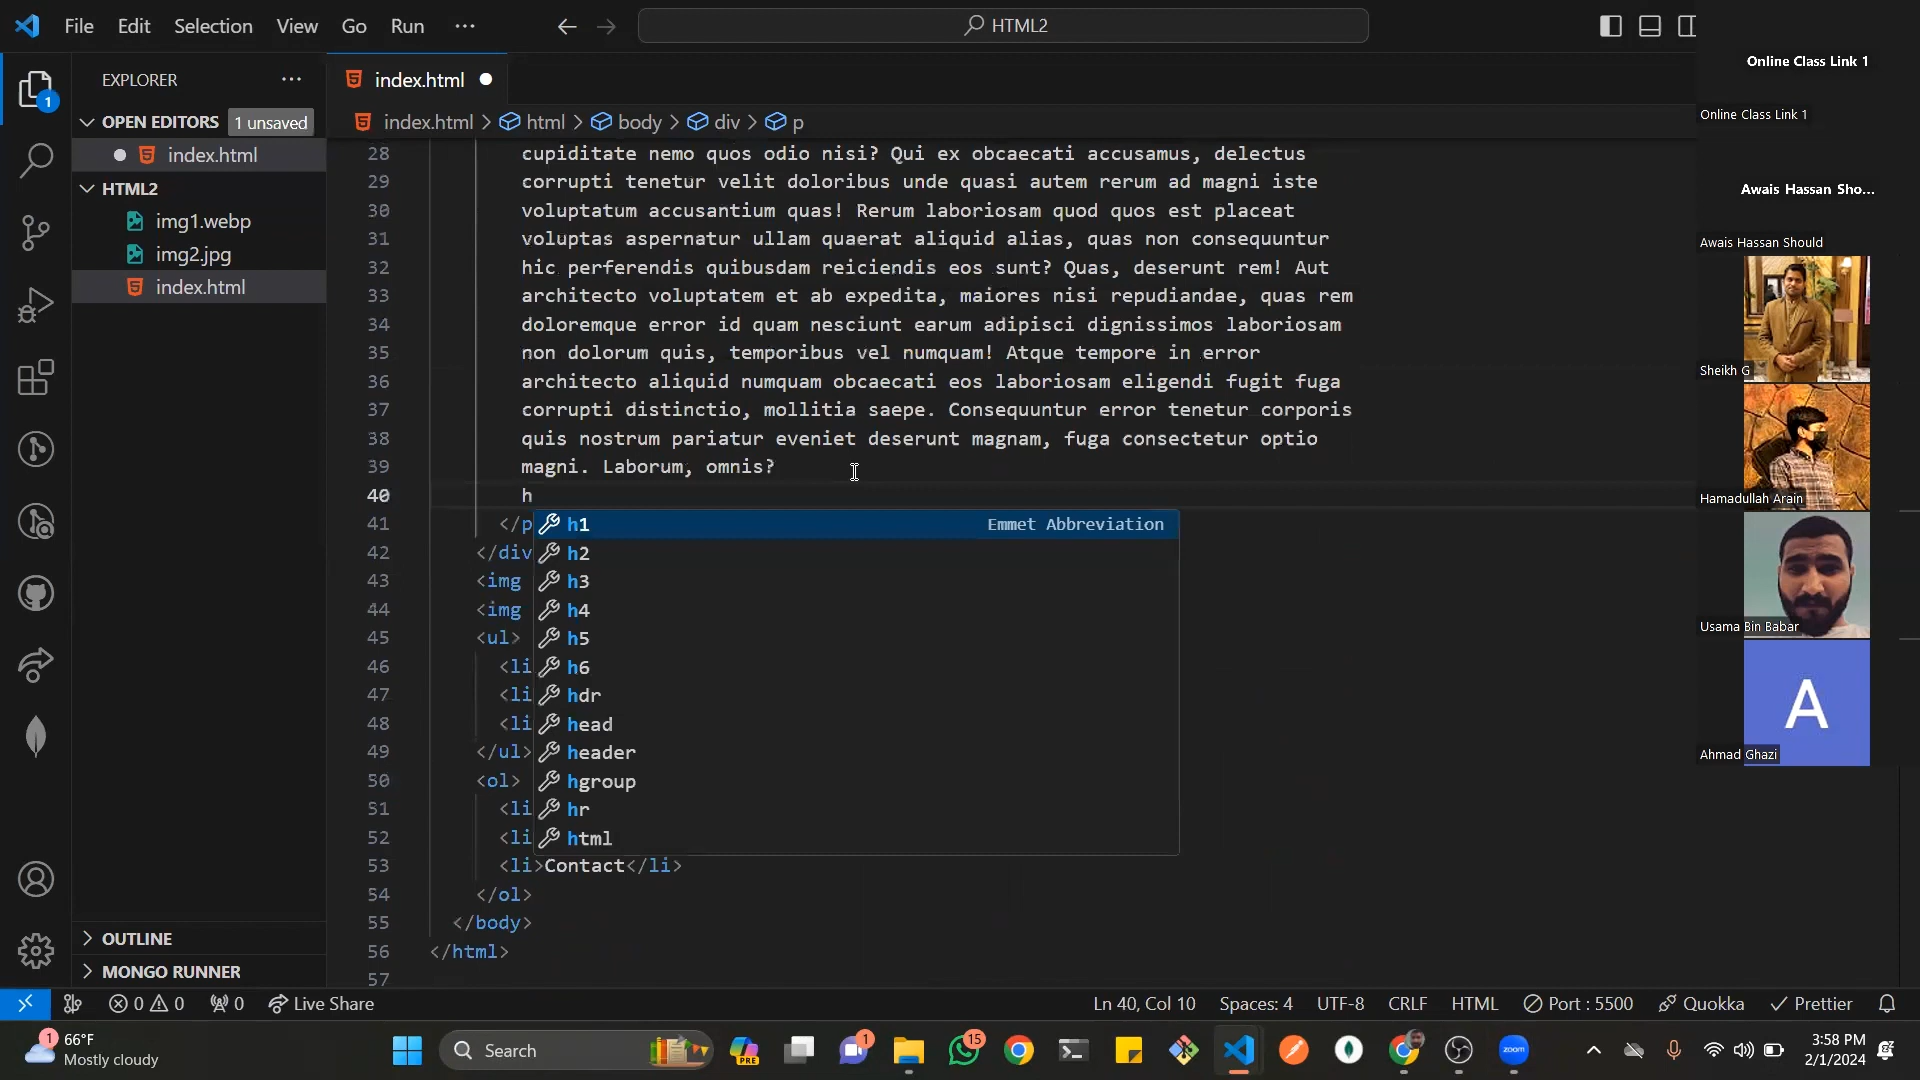 File Edit Selection View Go Run ···
HTML2
EXPLORER ···
OPEN EDITORS 1 unsaved
index.html
HTML2
img1.webp
img2.jpg
index.html
OUTLINE
MONGO RUNNER
1
index.html
index.html > html > body > div > p
28 cupiditate nemo quos odio nisi? Qui ex obcaecati accusamus, delectus
29 corrupti tenetur velit doloribus unde quasi autem rerum ad magni iste
30 voluptatum accusantium quas! Rerum laboriosam quod quos est placeat
31 voluptas aspernatur ullam quaerat aliquid alias, quas non consequuntur
32 hic perferendis quibusdam reiciendis eos sunt? Quas, deserunt rem! Aut
33 architecto voluptatem et ab expedita, maiores nisi repudiandae, quas rem
34 doloremque error id quam nesciunt earum adipisci dignissimos laboriosam
35 non dolorum quis, temporibus vel numquam! Atque tempore in error
36 architecto aliquid numquam obcaecati eos laboriosam eligendi fugit fuga
37 corrupti distinctio, mollitia saepe. Consequuntur error tenetur corporis
38 quis nostrum pariatur eveniet deserunt magnam, fuga consectetur optio
39 magni. Laborum, omnis?
40 h
41 </p
42 </div
43 <img
44 <img
45 <ul>
46 <li
47 <li
48 <li
49 </ul>
50 <ol>
51 <li
52 <li
53 <li>Contact</li>
54 </ol>
55 </body>
56 </html>
57
h1 Emmet Abbreviation
h2
h3
h4
h5
h6
hdr
head
header
hgroup
hr
html
Online Class Link 1
Online Class Link 1
Awais Hassan Sho...
Awais Hassan Should
Sheikh G
Hamadullah Arain
Usama Bin Babar
A
Ahmad Ghazi
0 0 0 Live Share Ln 40, Col 10 Spaces: 4 UTF-8 CRLF HTML Port : 5500 Quokka Prettier
1 66°F
Mostly cloudy
Search
PRE
1
15
zoom
3:58 PM
2/1/2024